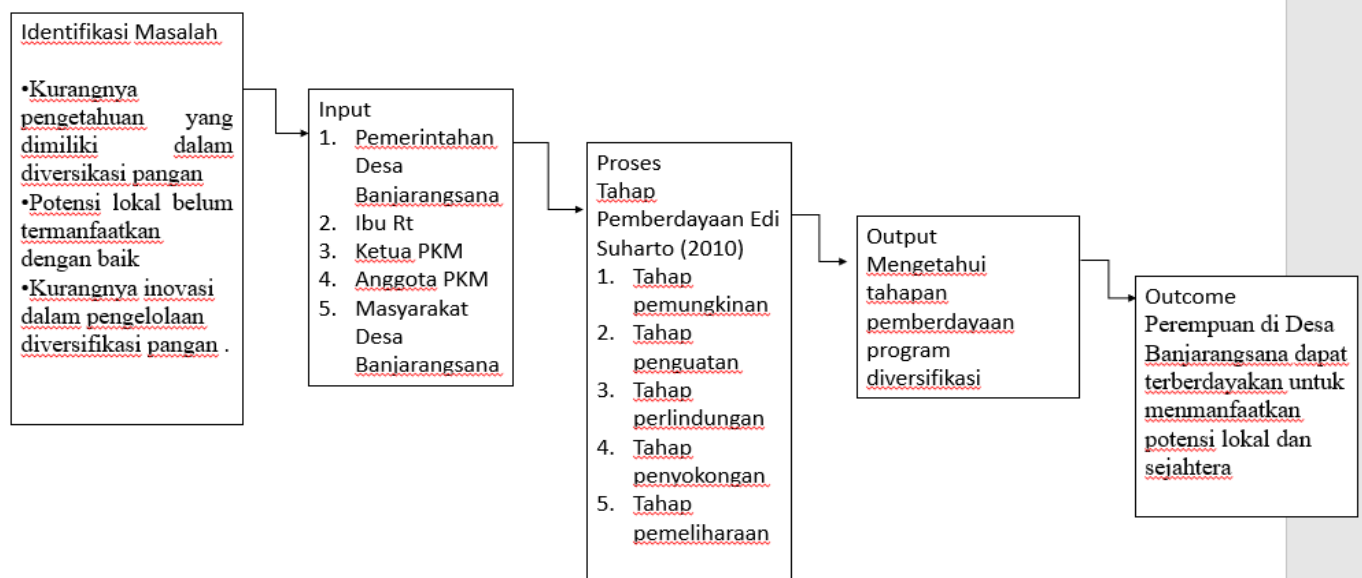 Identifikasi Masalah
•Kurangnya
pengetahuan yang
dimiliki dalam
diversikasi pangan
•Potensi lokal belum
termanfaatkan
dengan baik
•Kurangnya inovasi
dalam pengelolaan
diversifikasi pangan .
Input
1. Pemerintahan
Desa
Banjarangsana
2. Ibu Rt
3. Ketua PKM
4. Anggota PKM
5. Masyarakat
Desa
Banjarangsana
Proses
Tahap
Pemberdayaan Edi
Suharto (2010)
1. Tahap
pemungkinan
2. Tahap
penguatan
3. Tahap
perlindungan
4. Tahap
penyokongan
5. Tahap
pemeliharaan
Output
Mengetahui
tahapan
pemberdayaan
program
diversifikasi
Outcome
Perempuan di Desa
Banjarangsana dapat
terberdayakan untuk
menmanfaatkan
potensi lokal dan
sejahtera